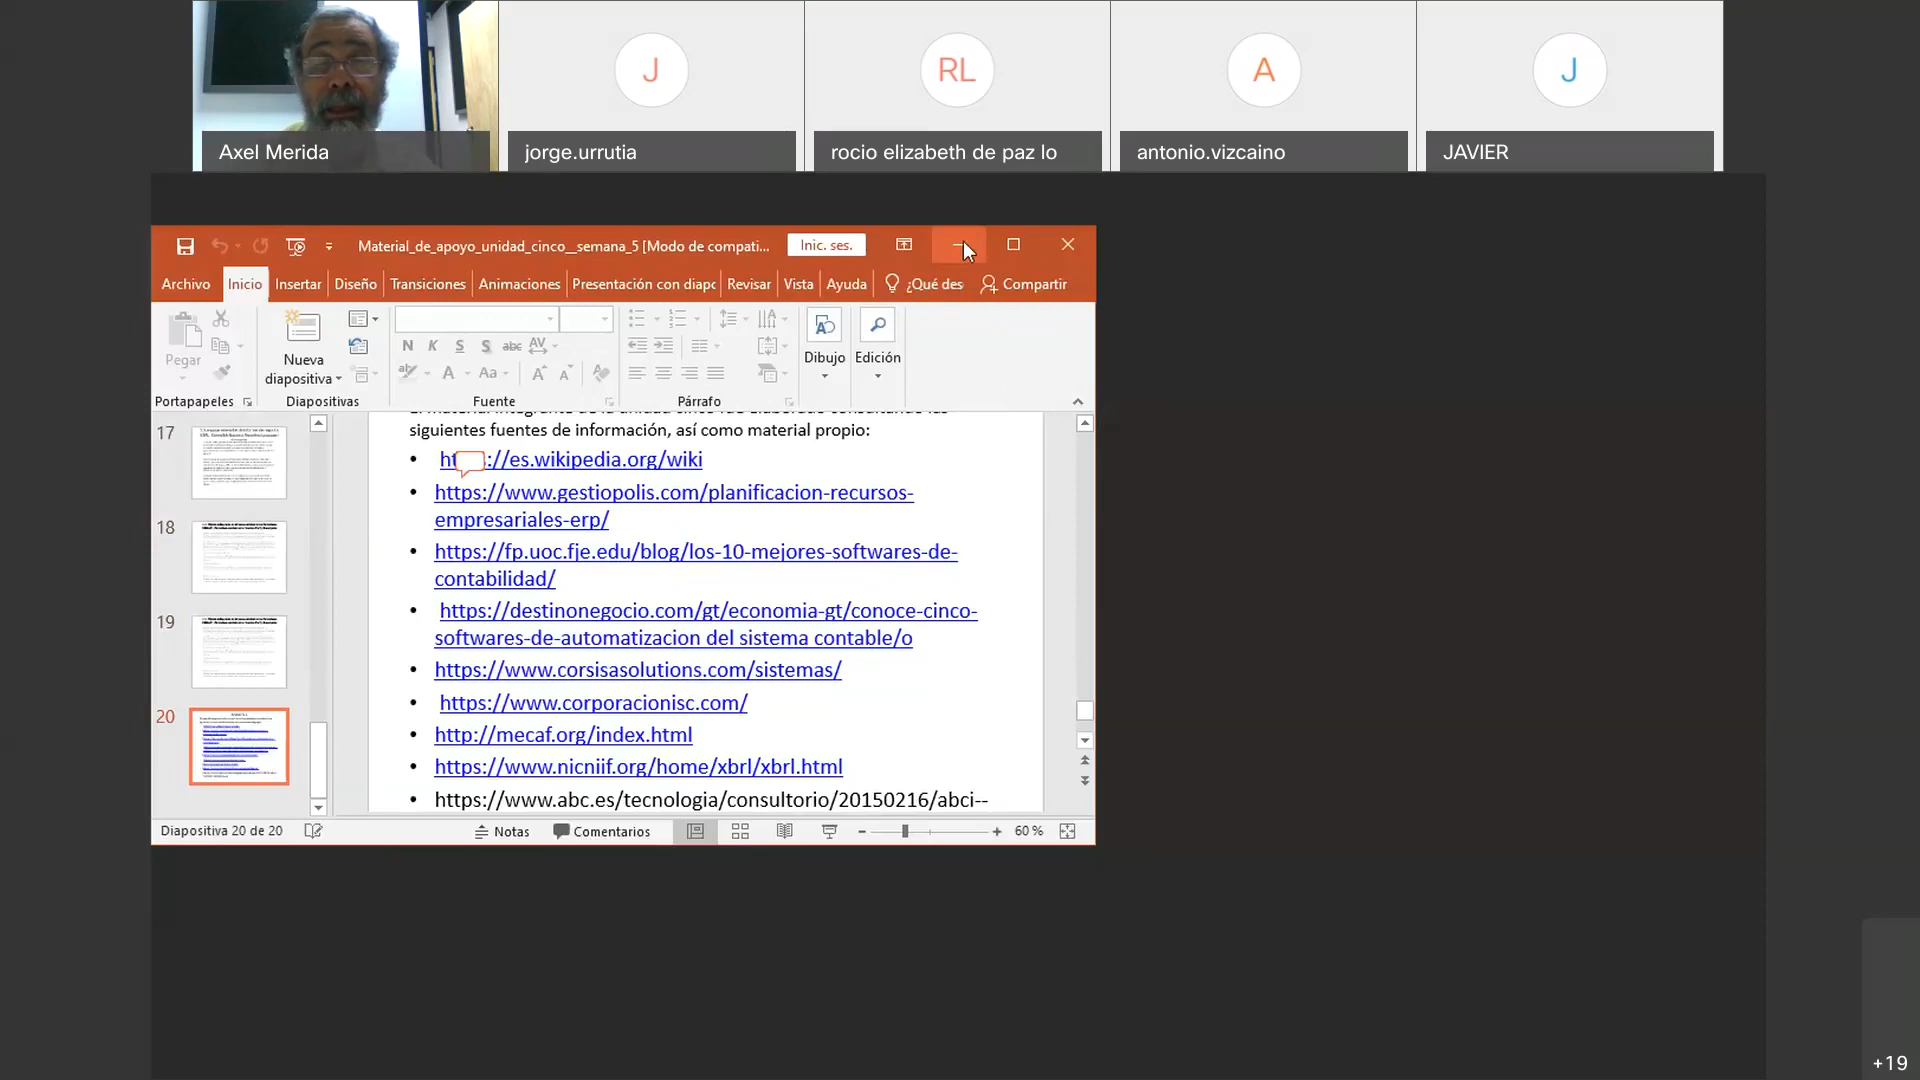 J
RL
A
J
Axel Merida
jorge.urrutia
rocio elizabeth de paz lo
antonio.vizcaino
JAVIER
Material_de_apoyo_unidad_cinco__semana_5 [Modo de compati...
Inic. ses.
Archivo
Inicio
Insertar
Diseño
Transiciones
Animaciones
Presentación con diapo
Revisar
Vista
Ayuda
¿Qué des
Compartir
Pegar
Nueva
diapositiva
N K S S abc AV
A Aa A A
Dibujo
Edición
Portapapeles
Diapositivas
Fuente
Párrafo
17
18
19
20
siguientes fuentes de información, así como material propio:
• ://es.wikipedia.org/wiki
• https://www.gestiopolis.com/planificacion-recursos-
empresariales-erp/
• https://fp.uoc.fje.edu/blog/los-10-mejores-softwares-de-
contabilidad/
• https://destinonegocio.com/gt/economia-gt/conoce-cinco-
softwares-de-automatizacion del sistema contable/o
• https://www.corsisasolutions.com/sistemas/
• https://www.corporacionisc.com/
• http://mecaf.org/index.html
• https://www.nicniif.org/home/xbrl/xbrl.html
• https://www.abc.es/tecnologia/consultorio/20150216/abci--
Diapositiva 20 de 20
Notas
Comentarios
60 %
+19